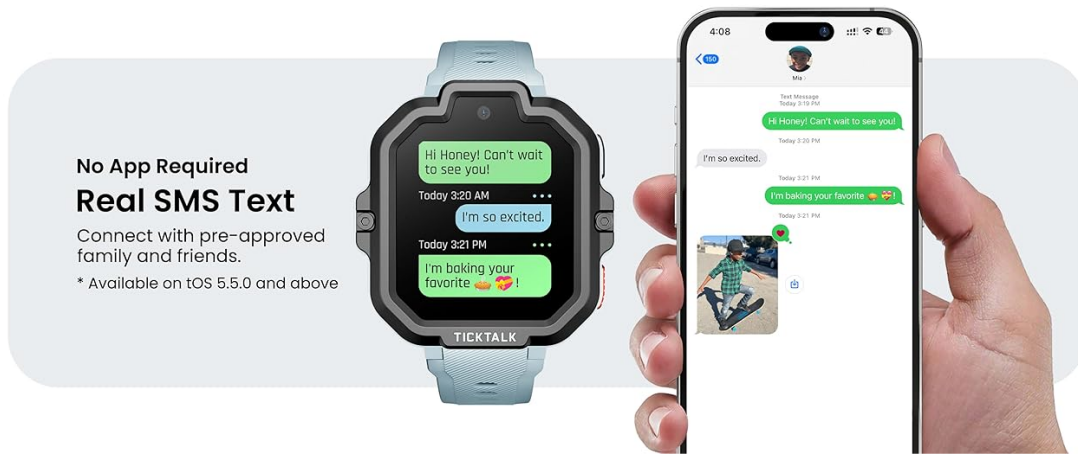 No App Required
Real SMS Text
Connect with pre-approved
family and friends.
* Available on tOS 5.5.0 and above
Hi Honey! Can't wait
to see you!
Today 3:20 AM
I'm so excited.
Today 3:21 PM
I'm baking your
favorite 🥧 💝 !
TICKTALK
4:08
44
150
Mia
Text Message
Today 3:19 PM
Hi Honey! Can't wait to see you!
Today 3:20 PM
I'm so excited.
Today 3:21 PM
I'm baking your favorite 🥧 💝!
Today 3:21 PM